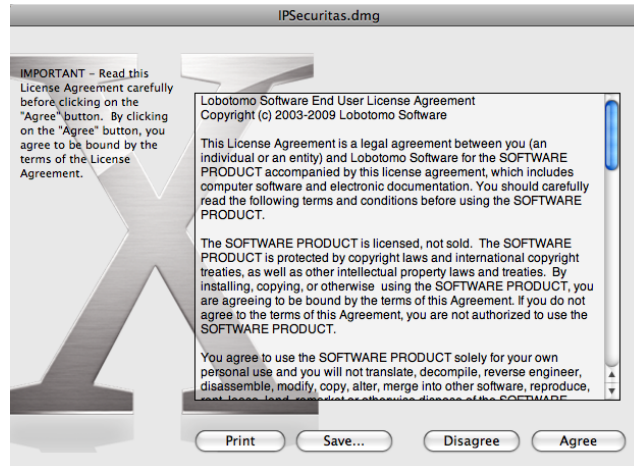 IPSecuritas.dmg
IMPORTANT – Read this
License Agreement carefully
before clicking on the
"Agree" button.  By clicking
on the "Agree" button, you
agree to be bound by the
terms of the License
Agreement.
Lobotomo Software End User License Agreement
Copyright (c) 2003-2009 Lobotomo Software
This License Agreement is a legal agreement between you (an
individual or an entity) and Lobotomo Software for the SOFTWARE
PRODUCT accompanied by this license agreement, which includes
computer software and electronic documentation. You should carefully
read the following terms and conditions before using the SOFTWARE
PRODUCT.
The SOFTWARE PRODUCT is licensed, not sold.  The SOFTWARE
PRODUCT is protected by copyright laws and international copyright
treaties, as well as other intellectual property laws and treaties.  By
installing, copying, or otherwise  using the SOFTWARE PRODUCT, you
are agreeing to be bound by the terms of this Agreement. If you do not
agree to the terms of this Agreement, you are not authorized to use the
SOFTWARE PRODUCT.
You agree to use the SOFTWARE PRODUCT solely for your own
personal use and you will not translate, decompile, reverse engineer,
disassemble, modify, copy, alter, merge into other software, reproduce,
rent, lease, lend, remarket or otherwise dispose of the SOFTWARE
Print
Save...
Disagree
Agree